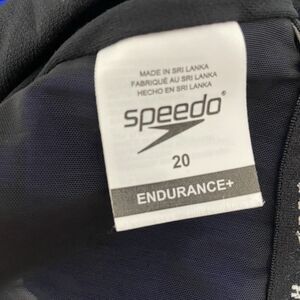 MADE IN SRI LANKA
FABRIQUÉ AU SRI LANKA
HECHO EN SRI LANKA
speedo®
20
ENDURANCE+